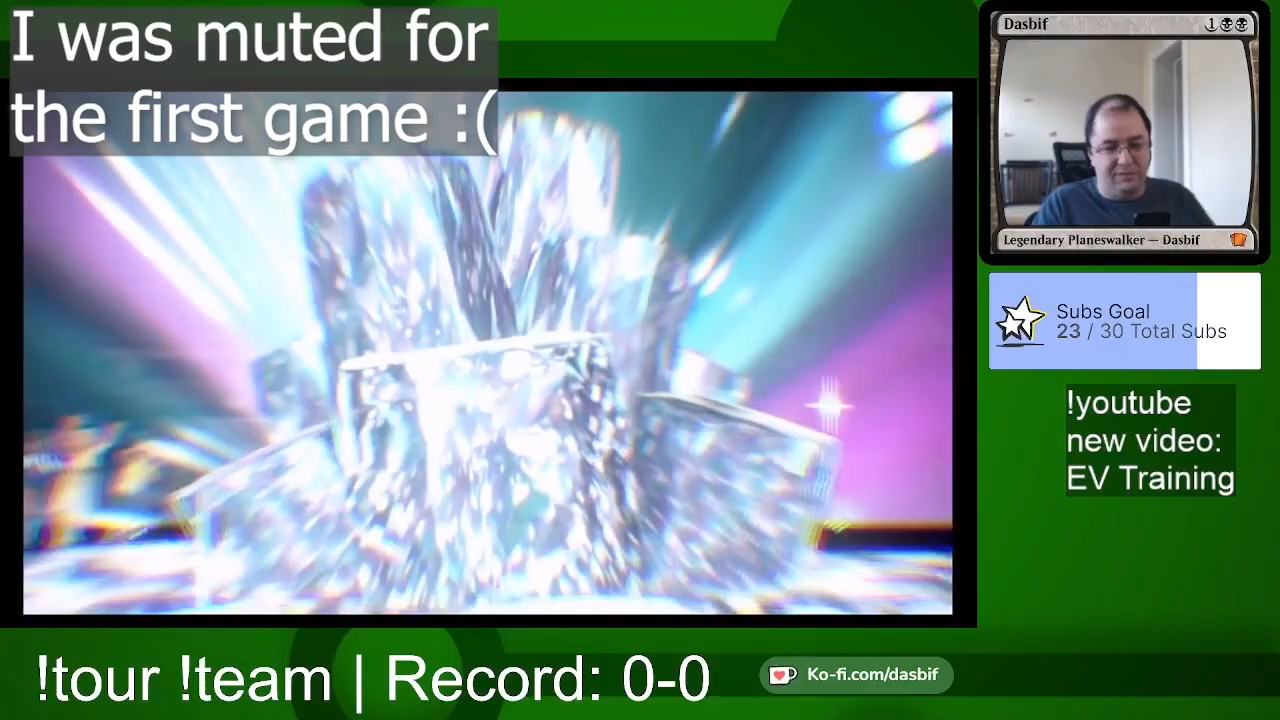 I was muted for
the first game :(
Dasbif
1
Legendary Planeswalker — Dasbif
Subs Goal
23 / 30 Total Subs
!youtube
new video:
EV Training
!tour !team | Record: 0-0
Ko-fi.com/dasbif